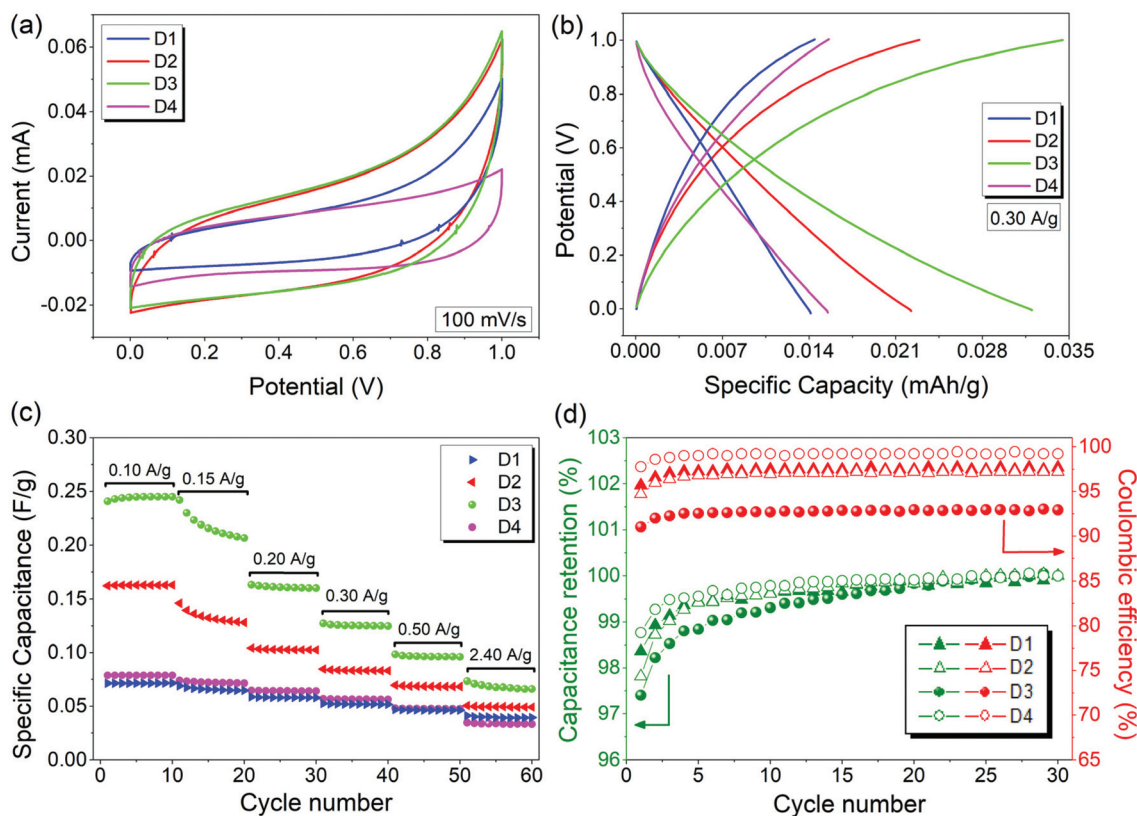 (a)
D1
D2
D3
D4
0.06
0.04
0.02
0.00
-0.02
Current (mA)
100 mV/s
0.0
0.2
0.4
0.6
0.8
1.0
Potential (V)
(b)
1.0
0.8
0.6
0.4
0.2
0.0
Potential (V)
D1
D2
D3
D4
0.30 A/g
0.000
0.007
0.014
0.021
0.028
0.035
Specific Capacity (mAh/g)
(c)
0.30
0.25
0.20
0.15
0.10
0.05
0.00
Specific Capacitance (F/g)
0.10 A/g
0.15 A/g
0.20 A/g
0.30 A/g
0.50 A/g
2.40 A/g
D1
D2
D3
D4
0
10
20
30
40
50
60
Cycle number
(d)
103
102
101
100
99
98
97
96
Capacitance retention (%)
100
95
90
85
80
75
70
65
Coulombic efficiency (%)
D1
D2
D3
D4
0
5
10
15
20
25
30
Cycle number